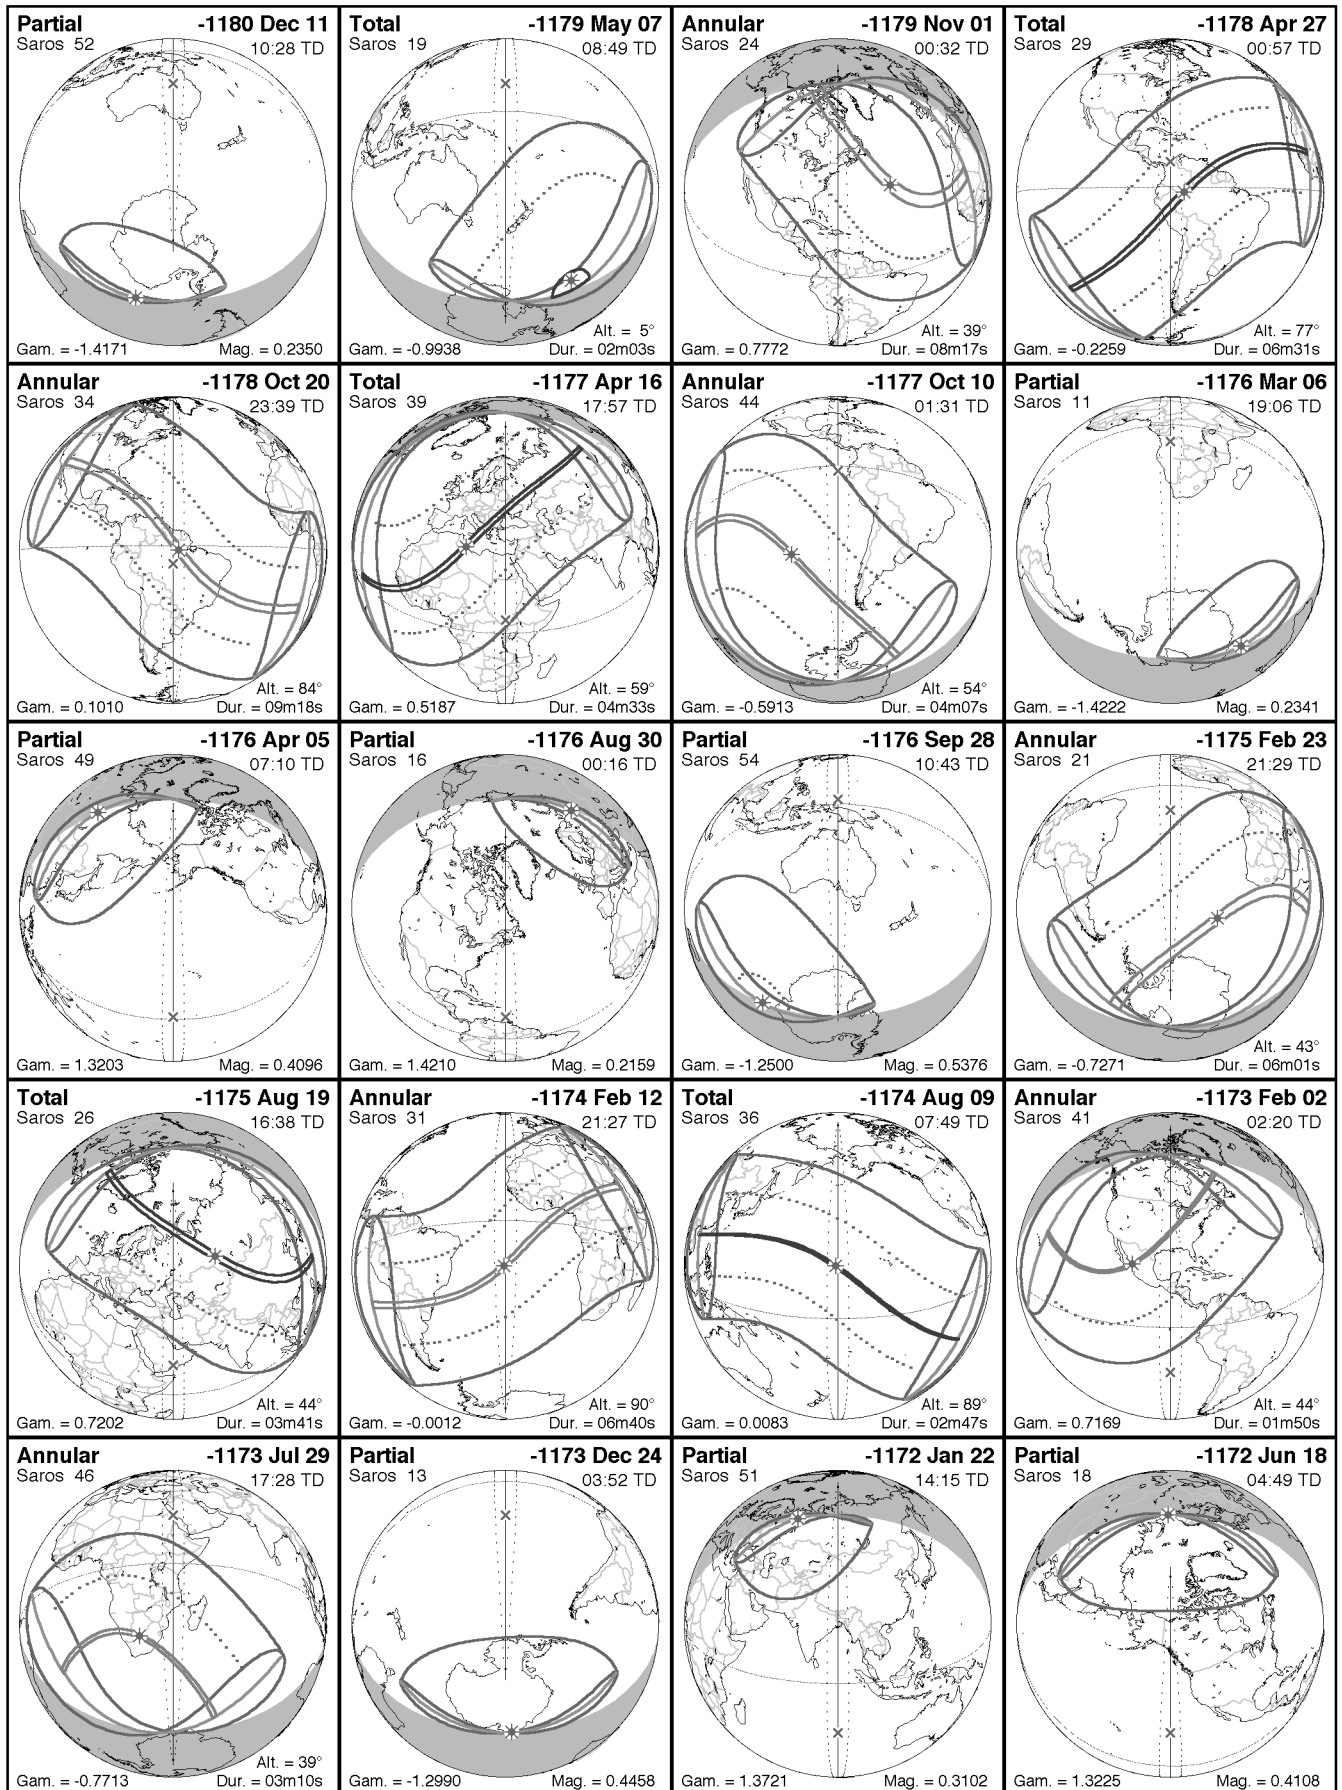 Partial -1180 Dec 11
Saros 52 10:28 TD
Gam. = -1.4171 Mag. = 0.2350
Total -1179 May 07
Saros 19 08:49 TD
Alt. = 5°
Gam. = -0.9938 Dur. = 02m03s
Annular -1179 Nov 01
Saros 24 00:32 TD
Alt. = 39°
Gam. = 0.7772 Dur. = 08m17s
Total -1178 Apr 27
Saros 29 00:57 TD
Alt. = 77°
Gam. = -0.2259 Dur. = 06m31s
Annular -1178 Oct 20
Saros 34 23:39 TD
Alt. = 84°
Gam. = 0.1010 Dur. = 09m18s
Total -1177 Apr 16
Saros 39 17:57 TD
Alt. = 59°
Gam. = 0.5187 Dur. = 04m33s
Annular -1177 Oct 10
Saros 44 01:31 TD
Alt. = 54°
Gam. = -0.5913 Dur. = 04m07s
Partial -1176 Mar 06
Saros 11 19:06 TD
Gam. = -1.4222 Mag. = 0.2341
Partial -1176 Apr 05
Saros 49 07:10 TD
Gam. = 1.3203 Mag. = 0.4096
Partial -1176 Aug 30
Saros 16 00:16 TD
Gam. = 1.4210 Mag. = 0.2159
Partial -1176 Sep 28
Saros 54 10:43 TD
Gam. = -1.2500 Mag. = 0.5376
Annular -1175 Feb 23
Saros 21 21:29 TD
Alt. = 43°
Gam. = -0.7271 Dur. = 06m01s
Total -1175 Aug 19
Saros 26 16:38 TD
Alt. = 44°
Gam. = 0.7202 Dur. = 03m41s
Annular -1174 Feb 12
Saros 31 21:27 TD
Alt. = 90°
Gam. = -0.0012 Dur. = 06m40s
Total -1174 Aug 09
Saros 36 07:49 TD
Alt. = 89°
Gam. = 0.0083 Dur. = 02m47s
Annular -1173 Feb 02
Saros 41 02:20 TD
Alt. = 44°
Gam. = 0.7169 Dur. = 01m50s
Annular -1173 Jul 29
Saros 46 17:28 TD
Alt. = 39°
Gam. = -0.7713 Dur. = 03m10s
Partial -1173 Dec 24
Saros 13 03:52 TD
Gam. = -1.2990 Mag. = 0.4458
Partial -1172 Jan 22
Saros 51 14:15 TD
Gam. = 1.3721 Mag. = 0.3102
Partial -1172 Jun 18
Saros 18 04:49 TD
Gam. = 1.3225 Mag. = 0.4108